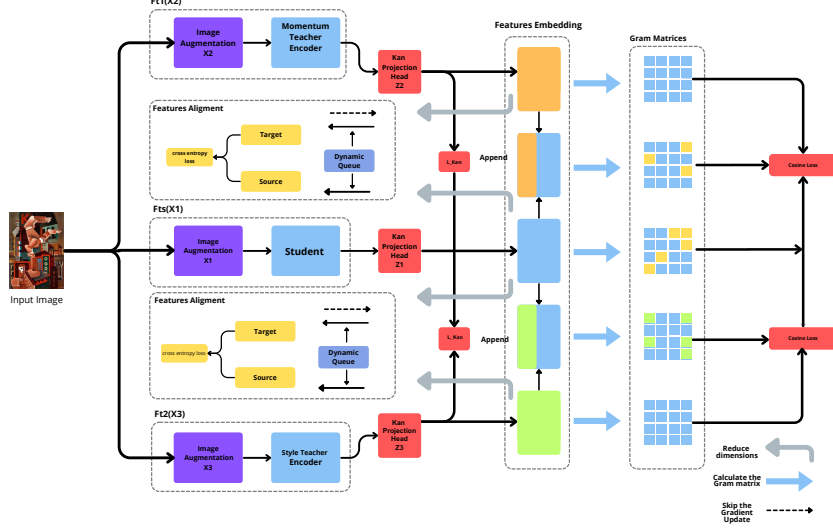 Ft1(X2)
Image
Augmentation
X2
Momentum
Teacher
Encoder
Kan
Projection
Head
Z2
Features Embedding
Gram Matrices
Features Aligment
Target
cross entropy
loss
Source
Dynamic
Queue
L_Kan
Append
Cosine Loss
Fts(X1)
Image
Augmentation
X1
Student
Kan
Projection
Head
Z1
Input Image
Features Aligment
Target
cross entropy loss
Source
Dynamic
Queue
L_Kan
Append
Cosine Loss
Ft2(X3)
Image
Augmentation
X3
Style Teacher
Encoder
Kan
Projection
Head
Z3
Reduce
dimensions
Calculate the
Gram matrix
Skip the
Gradient
Update